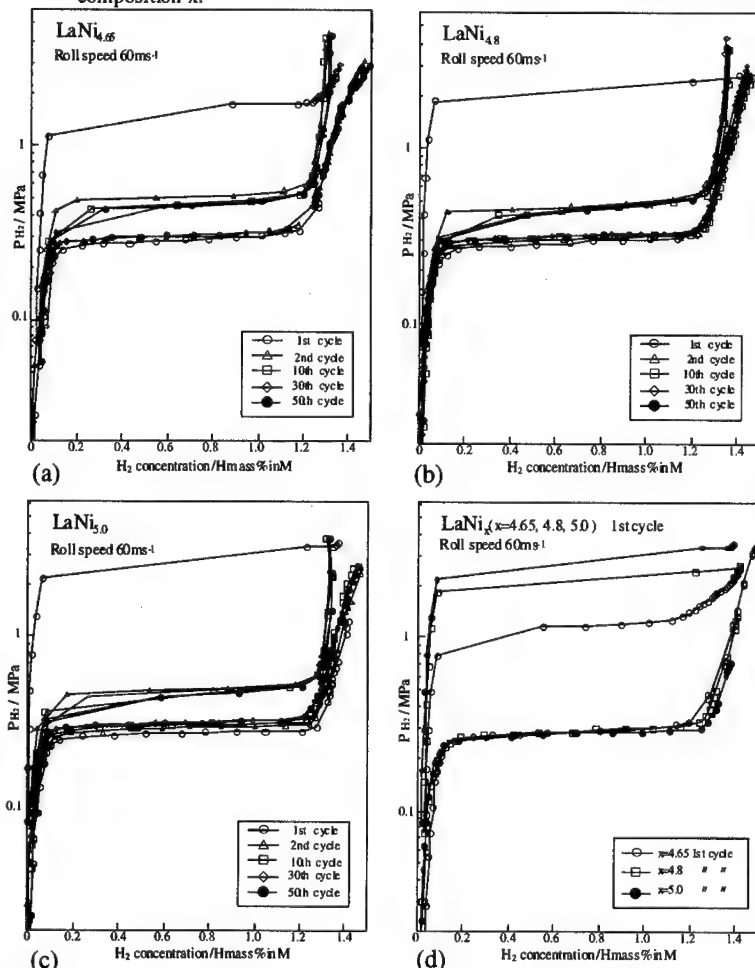 composition x.
LaNi4.65
Roll speed 60ms-1
PH2 / MPa
1
0.1
1st cycle
2nd cycle
10th cycle
30th cycle
50th cycle
0 0.2 0.4 0.6 0.8 1.0 1.2 1.4
(a) H2 concentration/Hmass%inM
LaNi4.8
Roll speed 60ms-1
PH2 / MPa
1
0.1
1st cycle
2nd cycle
10th cycle
30th cycle
50th cycle
0 0.2 0.4 0.6 0.8 1.0 1.2 1.4
(b) H2 concentration/Hmass%inM
LaNi5.0
Roll speed 60ms-1
PH2 / MPa
1
0.1
1st cycle
2nd cycle
10th cycle
30th cycle
50th cycle
0 0.2 0.4 0.6 0.8 1.0 1.2 1.4
(c) H2 concentration/Hmass%inM
LaNix(x=4.65, 4.8, 5.0) 1st cycle
Roll speed 60ms-1
PH2 / MPa
1
0.1
x=4.65 1st cycle
x=4.8 〃 〃
x=5.0 〃 〃
0 0.2 0.4 0.6 0.8 1.0 1.2 1.4
(d) H2 concentration/Hmass%inM